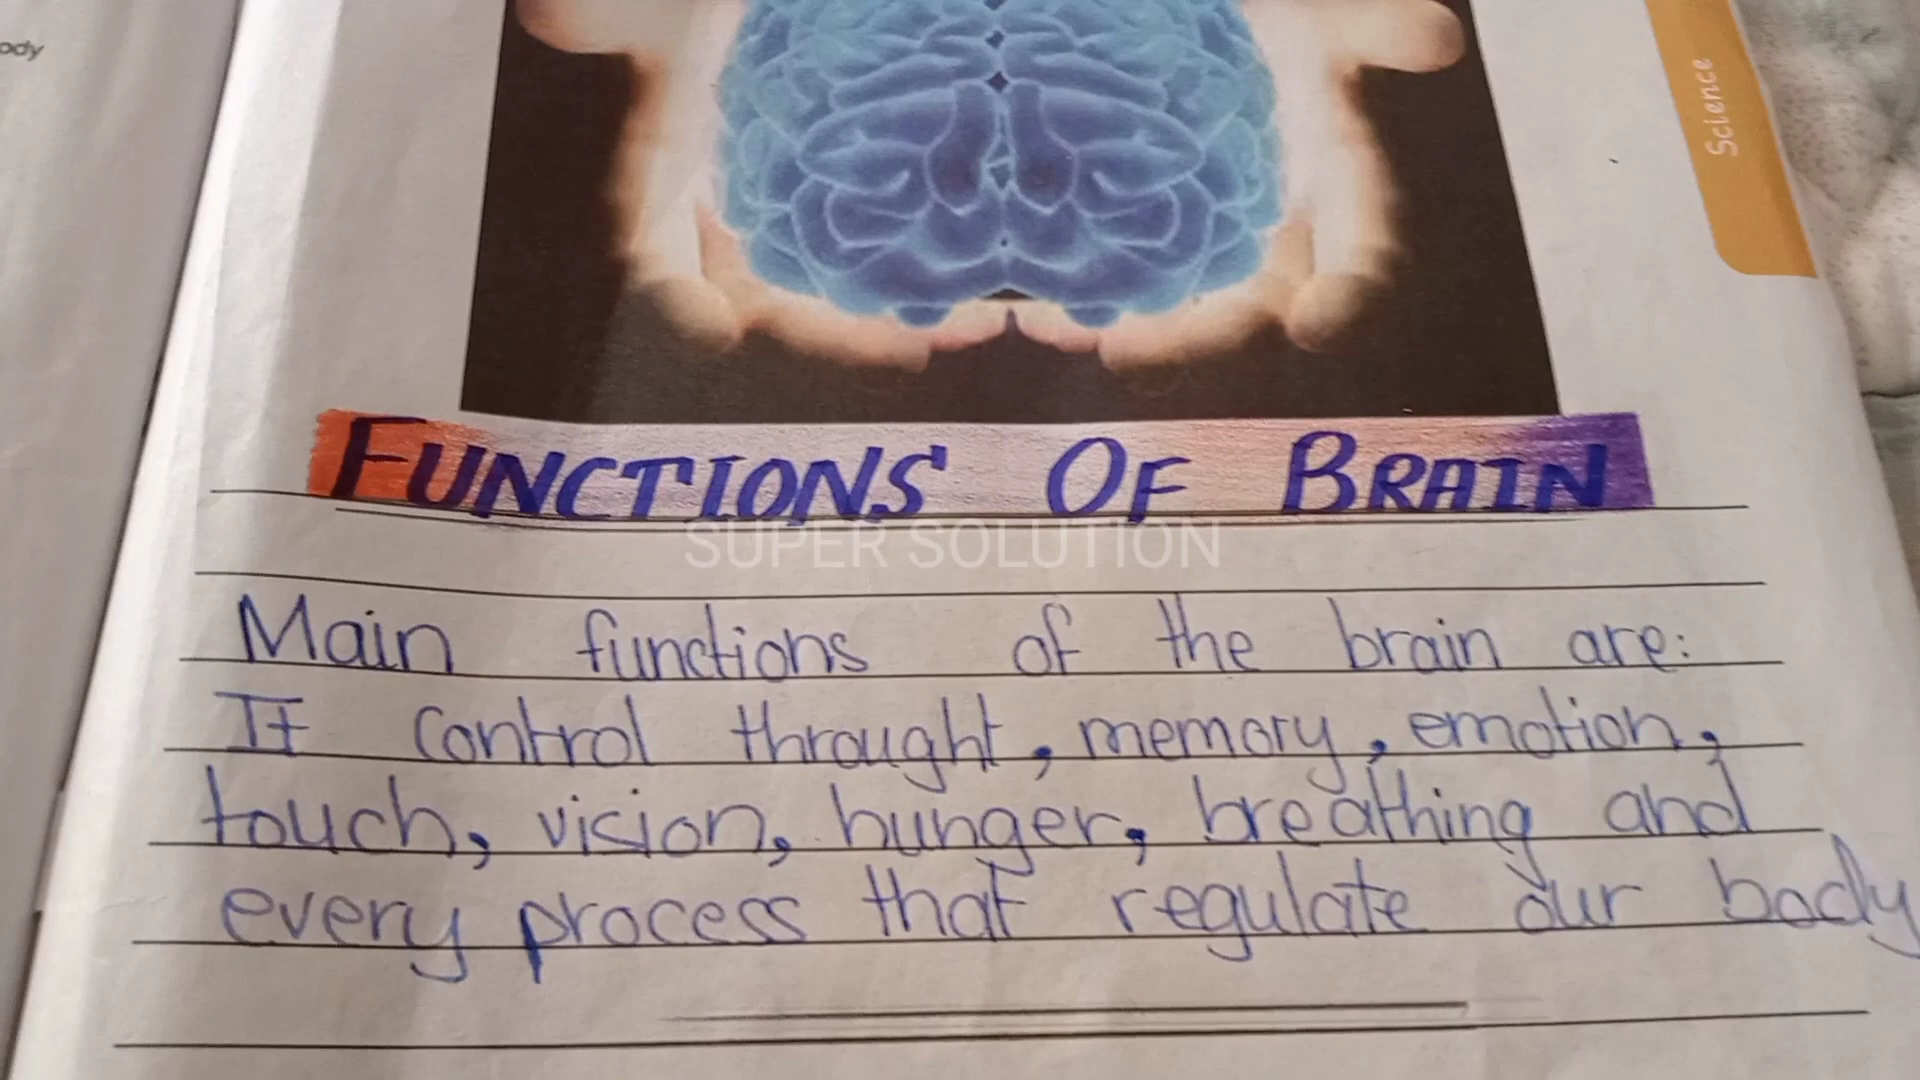 ody
Science
FUNCTIONS OF BRAIN
SUPER SOLUTION
Main functions of the brain are:
It control throught, memory, emotion,
touch, vision, hunger, breathing and
every process that regulate our body